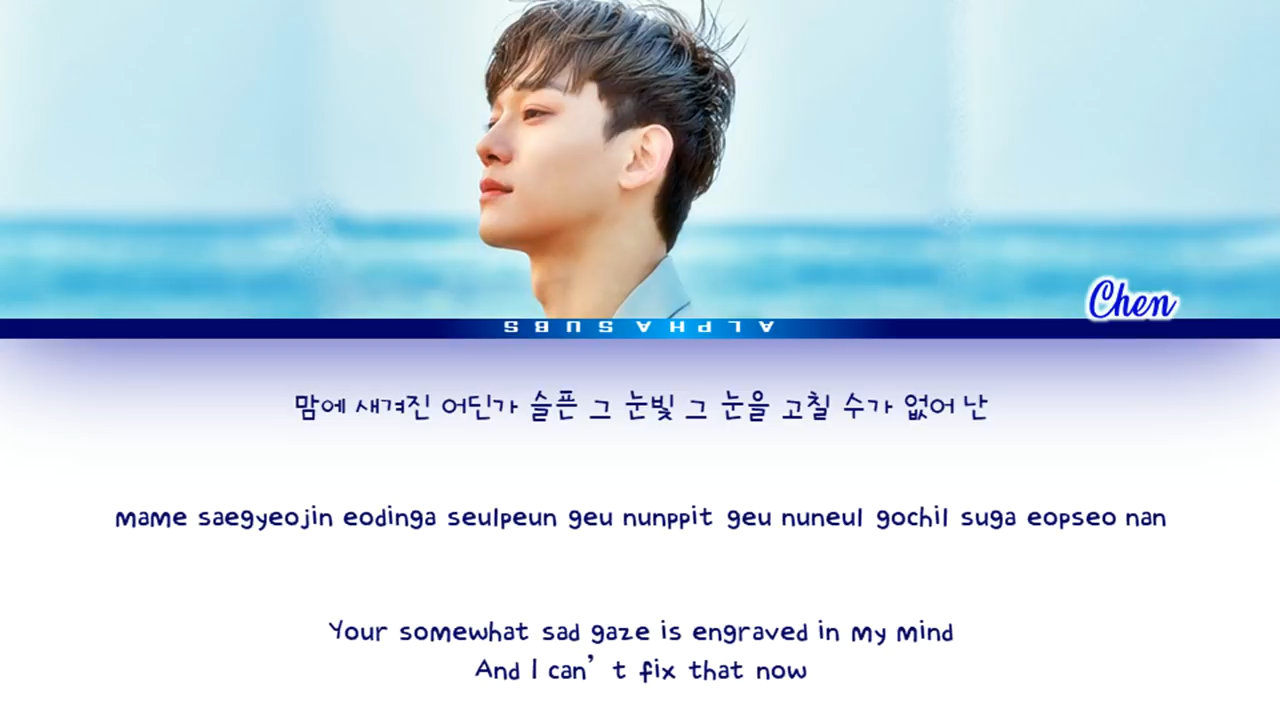 Chen
ALPHASUBS
맘에 새겨진 어딘가 슬픈 그 눈빛 그 눈을 고칠 수가 없어 난
mame saegyeojin eodinga seulpeun geu nunppit geu nuneul gochil suga eopseo nan
Your somewhat sad gaze is engraved in my mind
And I can’t fix that now